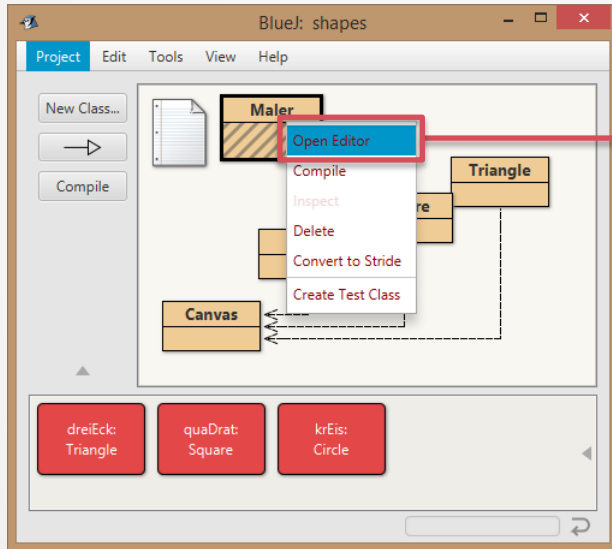 BlueJ: shapes
Project Edit Tools View Help
New Class...
Compile
Maler
Open Editor
Compile
Inspect
Delete
Convert to Stride
Create Test Class
Triangle
re
Canvas
dreiEck:
Triangle
quaDrat:
Square
krEis:
Circle